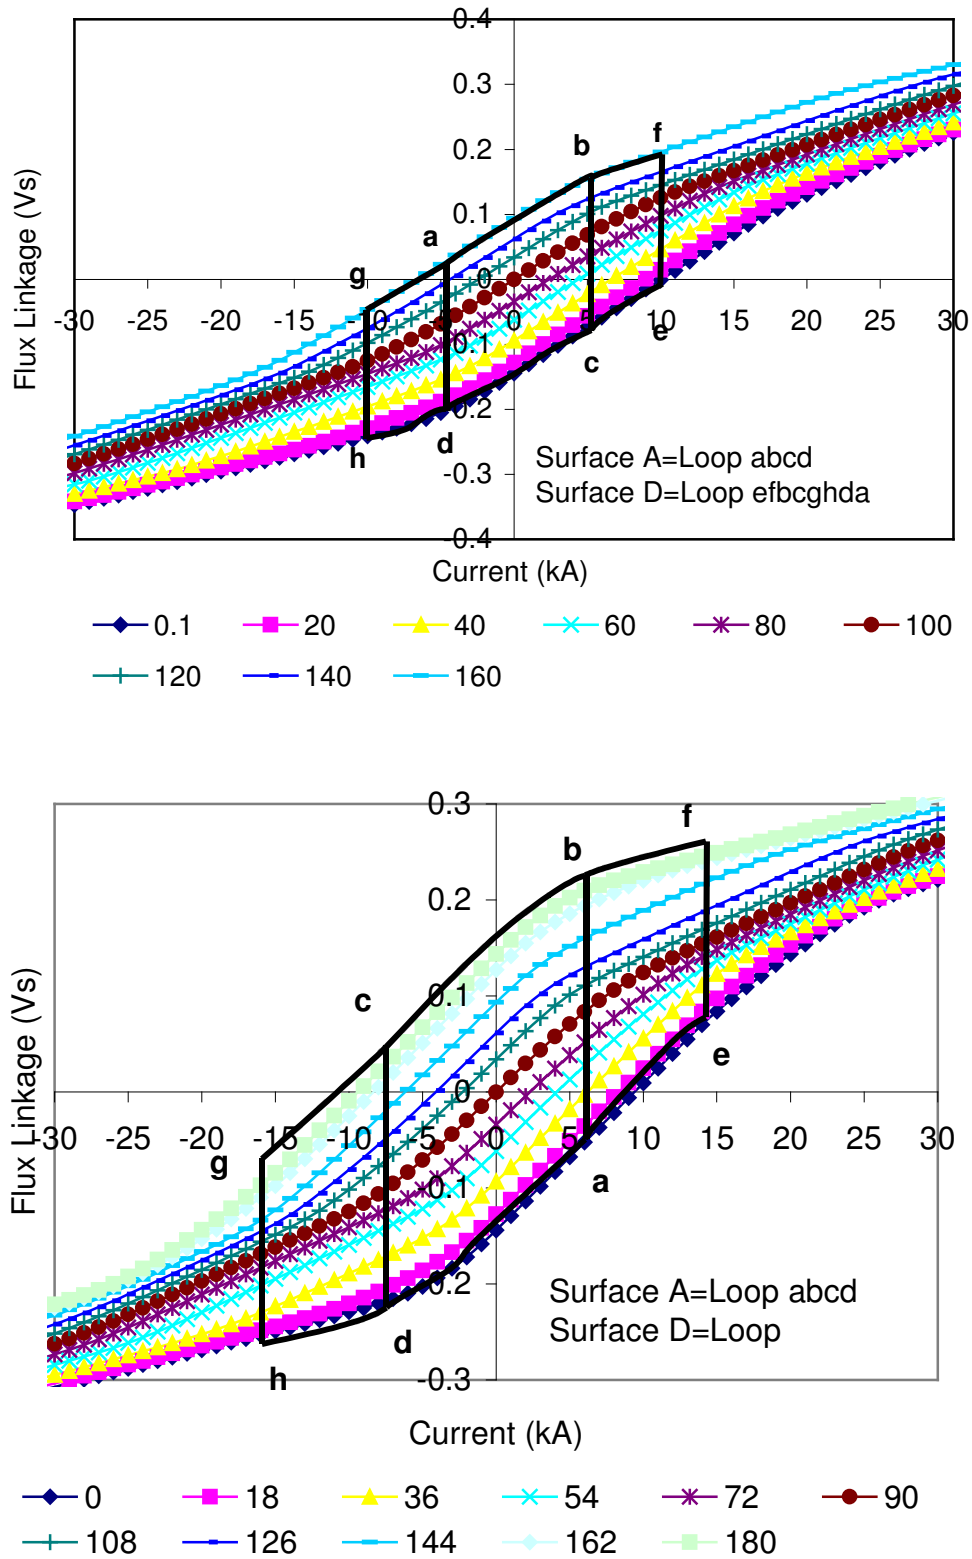 0.4
0.3
0.2
0.1
0
-0.1
-0.2
-0.3
-0.4
-30 -25 -20 -15 -10 -5 0 5 10 15 20 25 30
Flux Linkage (Vs)
a b f g h d c e
Surface A=Loop abcd
Surface D=Loop efbcghda
Current (kA)
0.1 20 40 60 80 100
120 140 160
0.3
0.2
0.1
0
-0.1
-0.2
-0.3
-30 -25 -20 -15 -10 -5 0 5 10 15 20 25 30
Flux Linkage (Vs)
f b c g e a d h
Surface A=Loop abcd
Surface D=Loop
Current (kA)
0 18 36 54 72 90
108 126 144 162 180